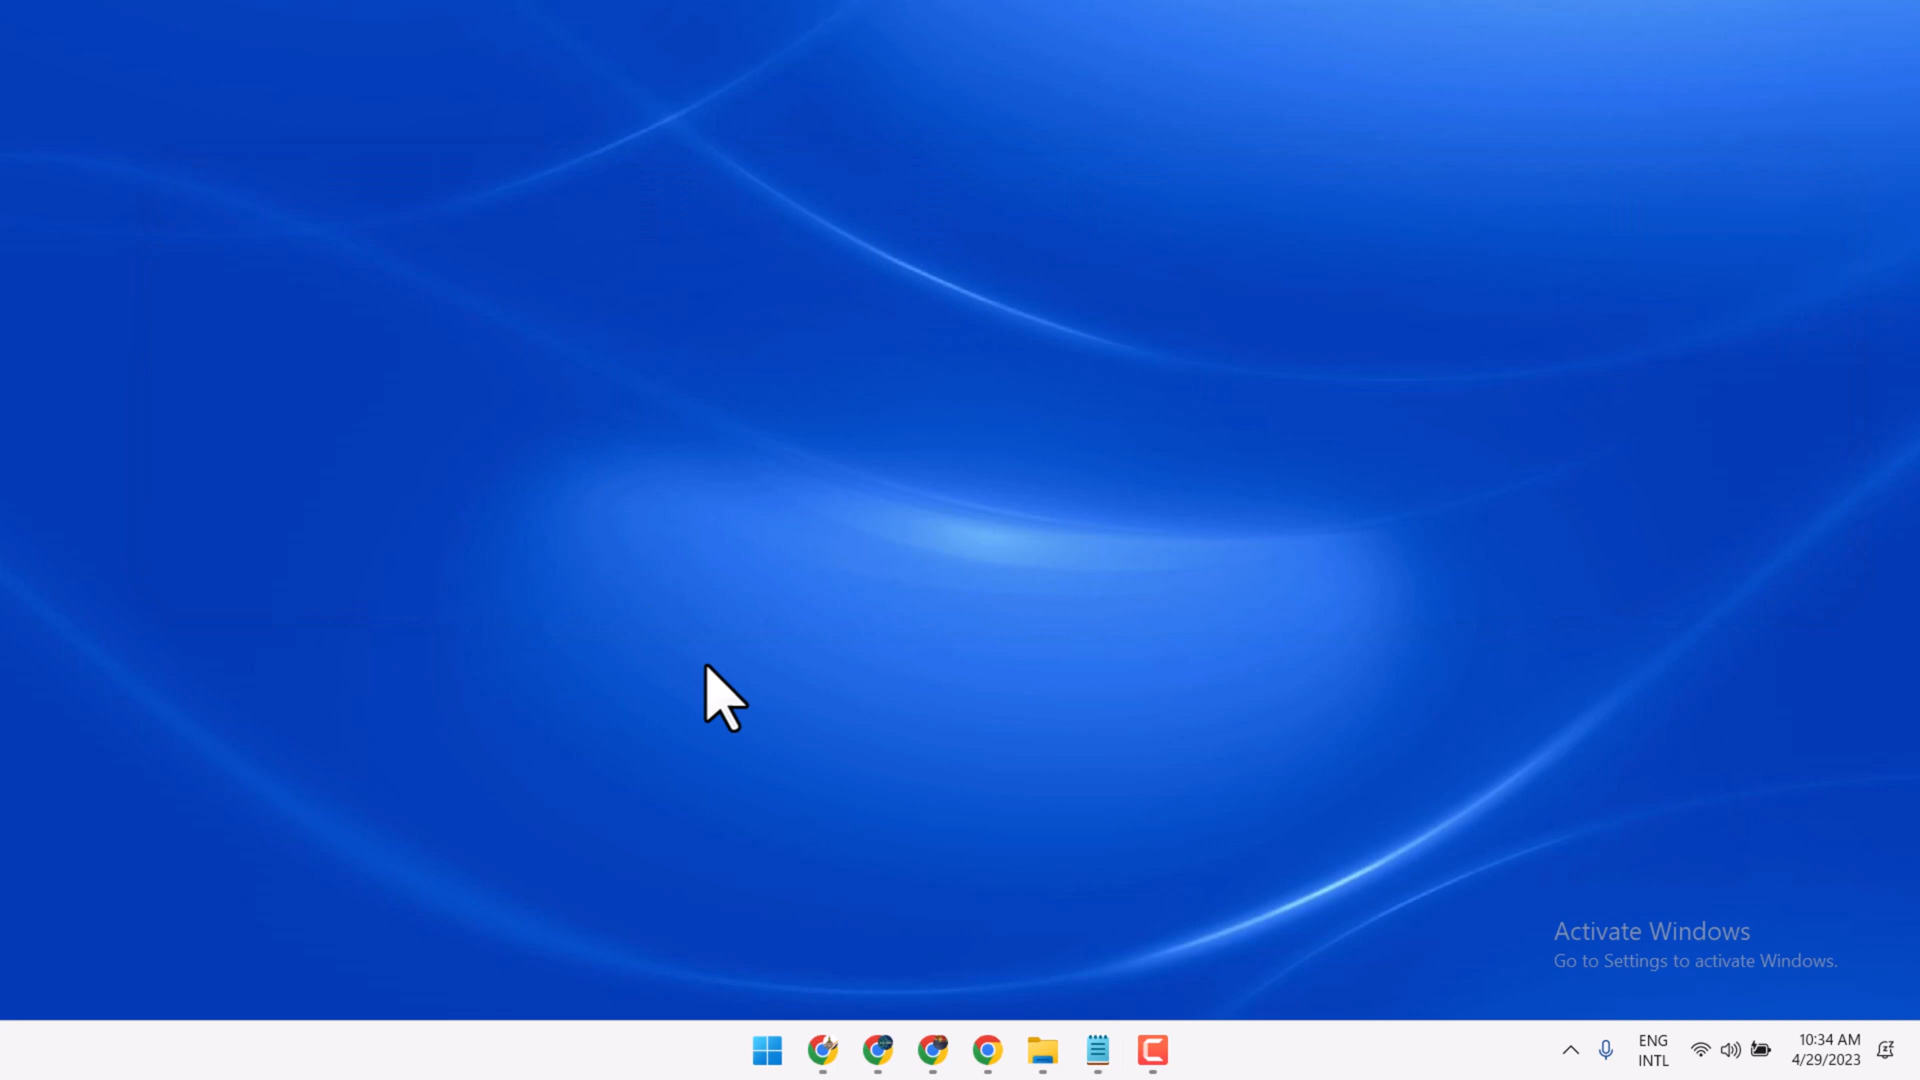 Activate Windows
Go to Settings to activate Windows.
ENG
INTL
10:34 AM
4/29/2023